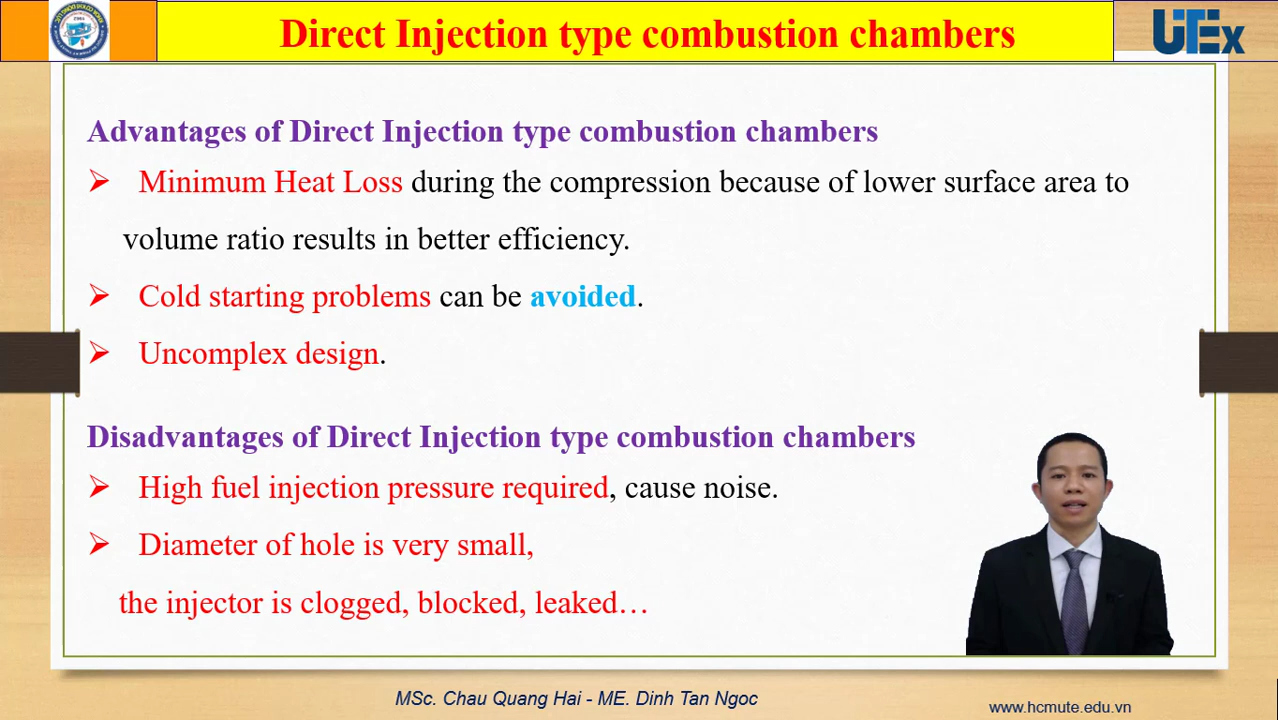 Direct Injection type combustion chambers
UTEx
Advantages of Direct Injection type combustion chambers
➢ Minimum Heat Loss during the compression because of lower surface area to
volume ratio results in better efficiency.
➢ Cold starting problems can be avoided.
➢ Uncomplex design.
Disadvantages of Direct Injection type combustion chambers
➢ High fuel injection pressure required, cause noise.
➢ Diameter of hole is very small,
the injector is clogged, blocked, leaked…
MSc. Chau Quang Hai - ME. Dinh Tan Ngoc
www.hcmute.edu.vn